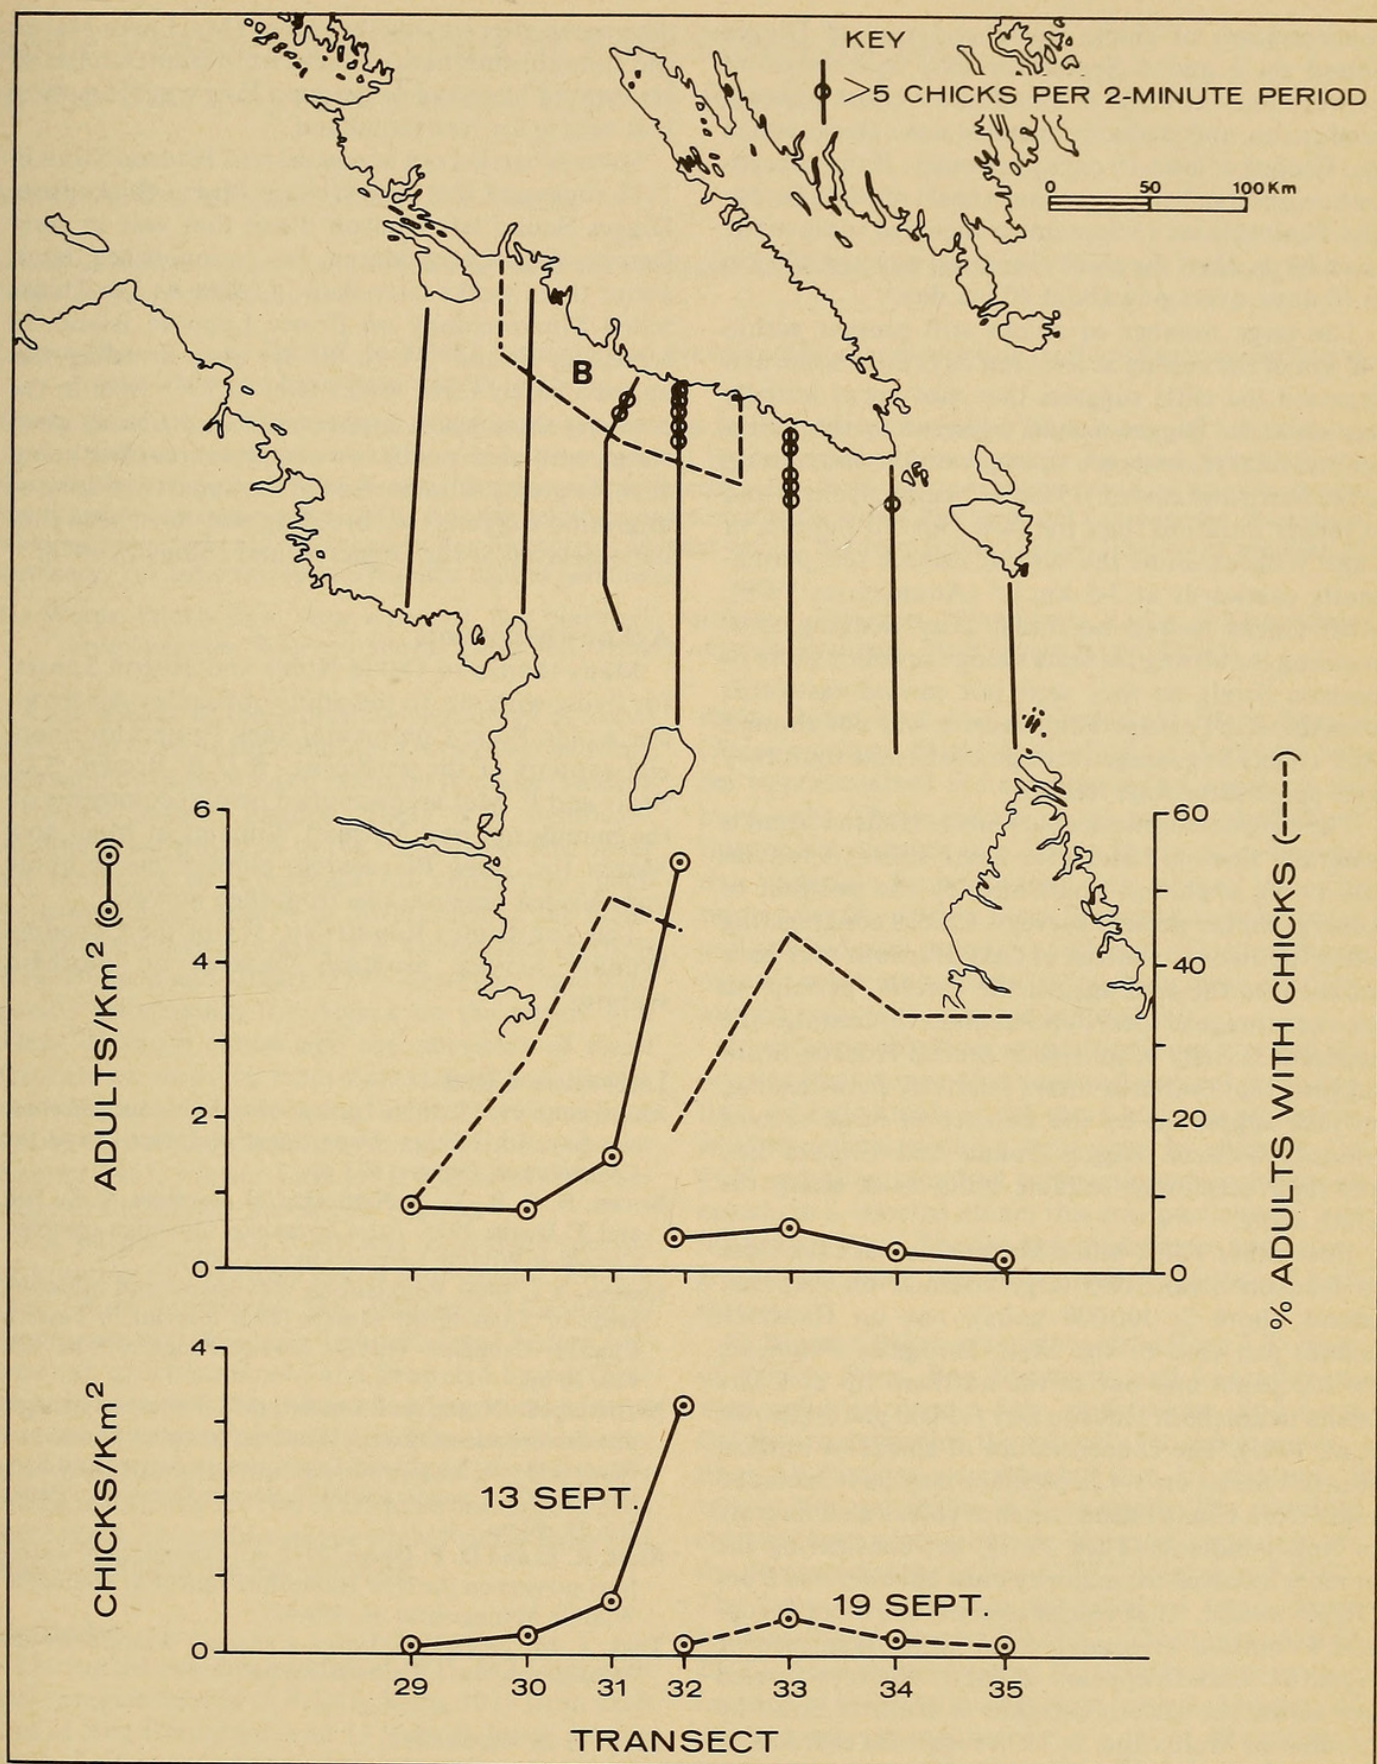 KEY
>5 CHICKS PER 2-MINUTE PERIOD
0 50 100 Km
B
6
4
2
0
ADULTS/Km²
60
40
20
0
% ADULTS WITH CHICKS (----)
4
0
CHICKS/Km²
13 SEPT.
19 SEPT.
29 30 31 32 33 34 35
TRANSECT